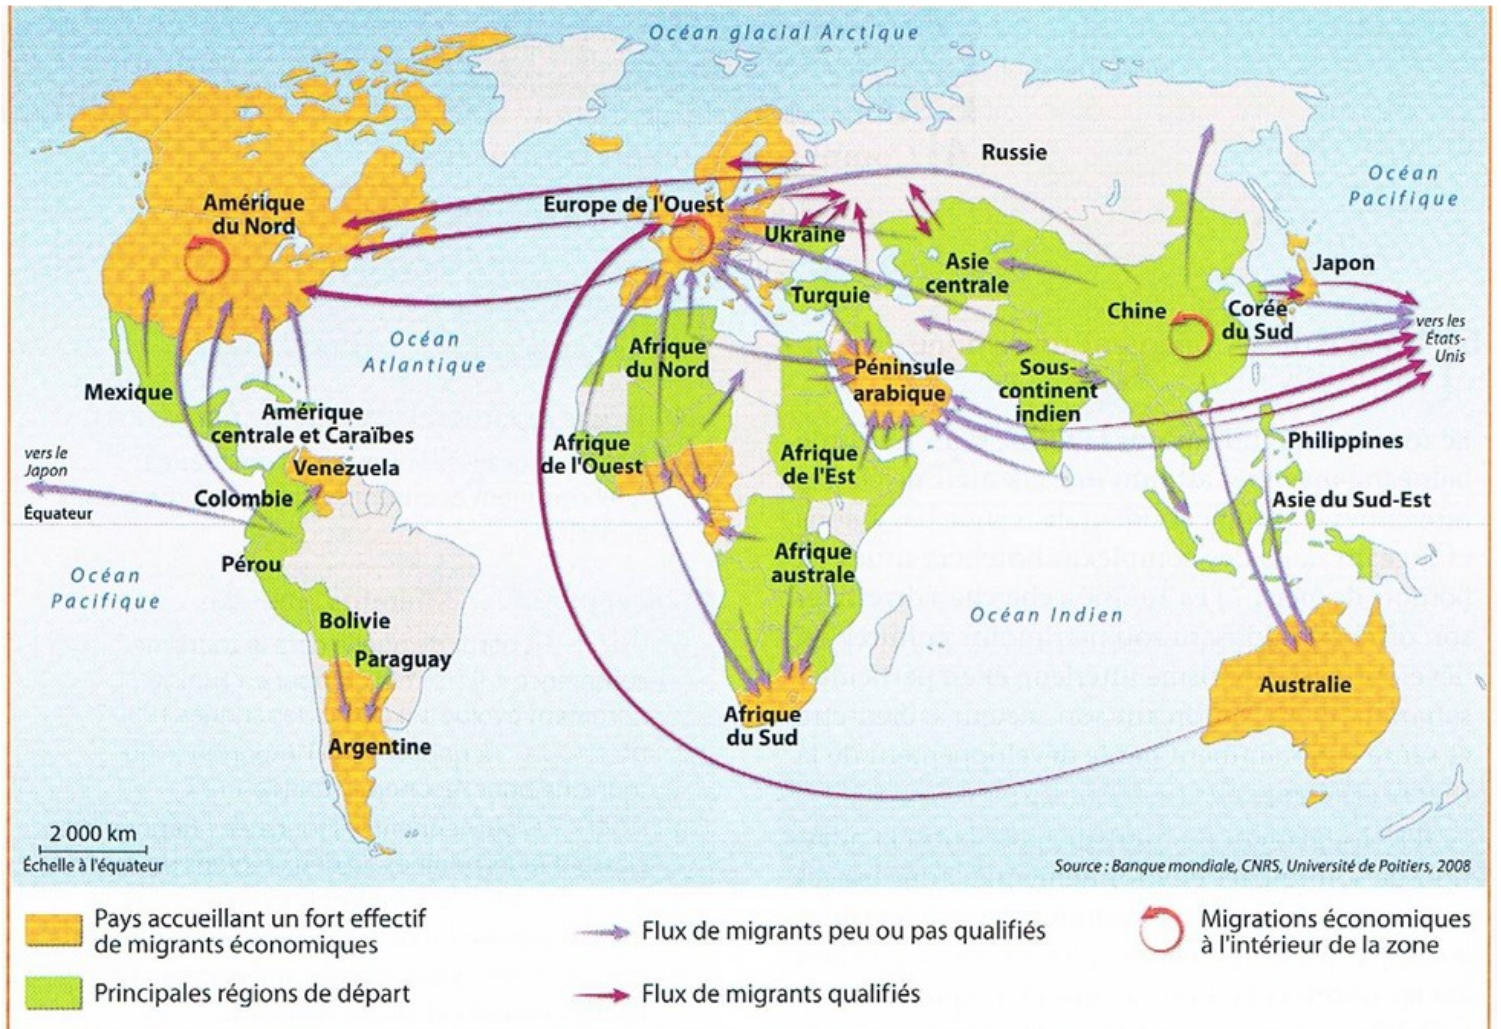 Océan glacial Arctique
Russie
Océan
Pacifique
Amérique
du Nord
Europe de l'Ouest
Ukraine
Asie
centrale
Japon
Turquie
Chine
Corée
du Sud
vers les
États-
Unis
Océan
Atlantique
Afrique
du Nord
Péninsule
arabique
Sous-
continent
indien
Mexique
Amérique
centrale et Caraïbes
Philippines
Afrique
de l'Ouest
Afrique
de l'Est
vers le
Japon
Venezuela
Colombie
Asie du Sud-Est
Équateur
Pérou
Afrique
australe
Océan
Pacifique
Océan Indien
Bolivie
Paraguay
Australie
Afrique
du Sud
Argentine
2 000 km
Échelle à l'équateur
Source : Banque mondiale, CNRS, Université de Poitiers, 2008
Pays accueillant un fort effectif
de migrants économiques
Flux de migrants peu ou pas qualifiés
Migrations économiques
à l'intérieur de la zone
Principales régions de départ
Flux de migrants qualifiés